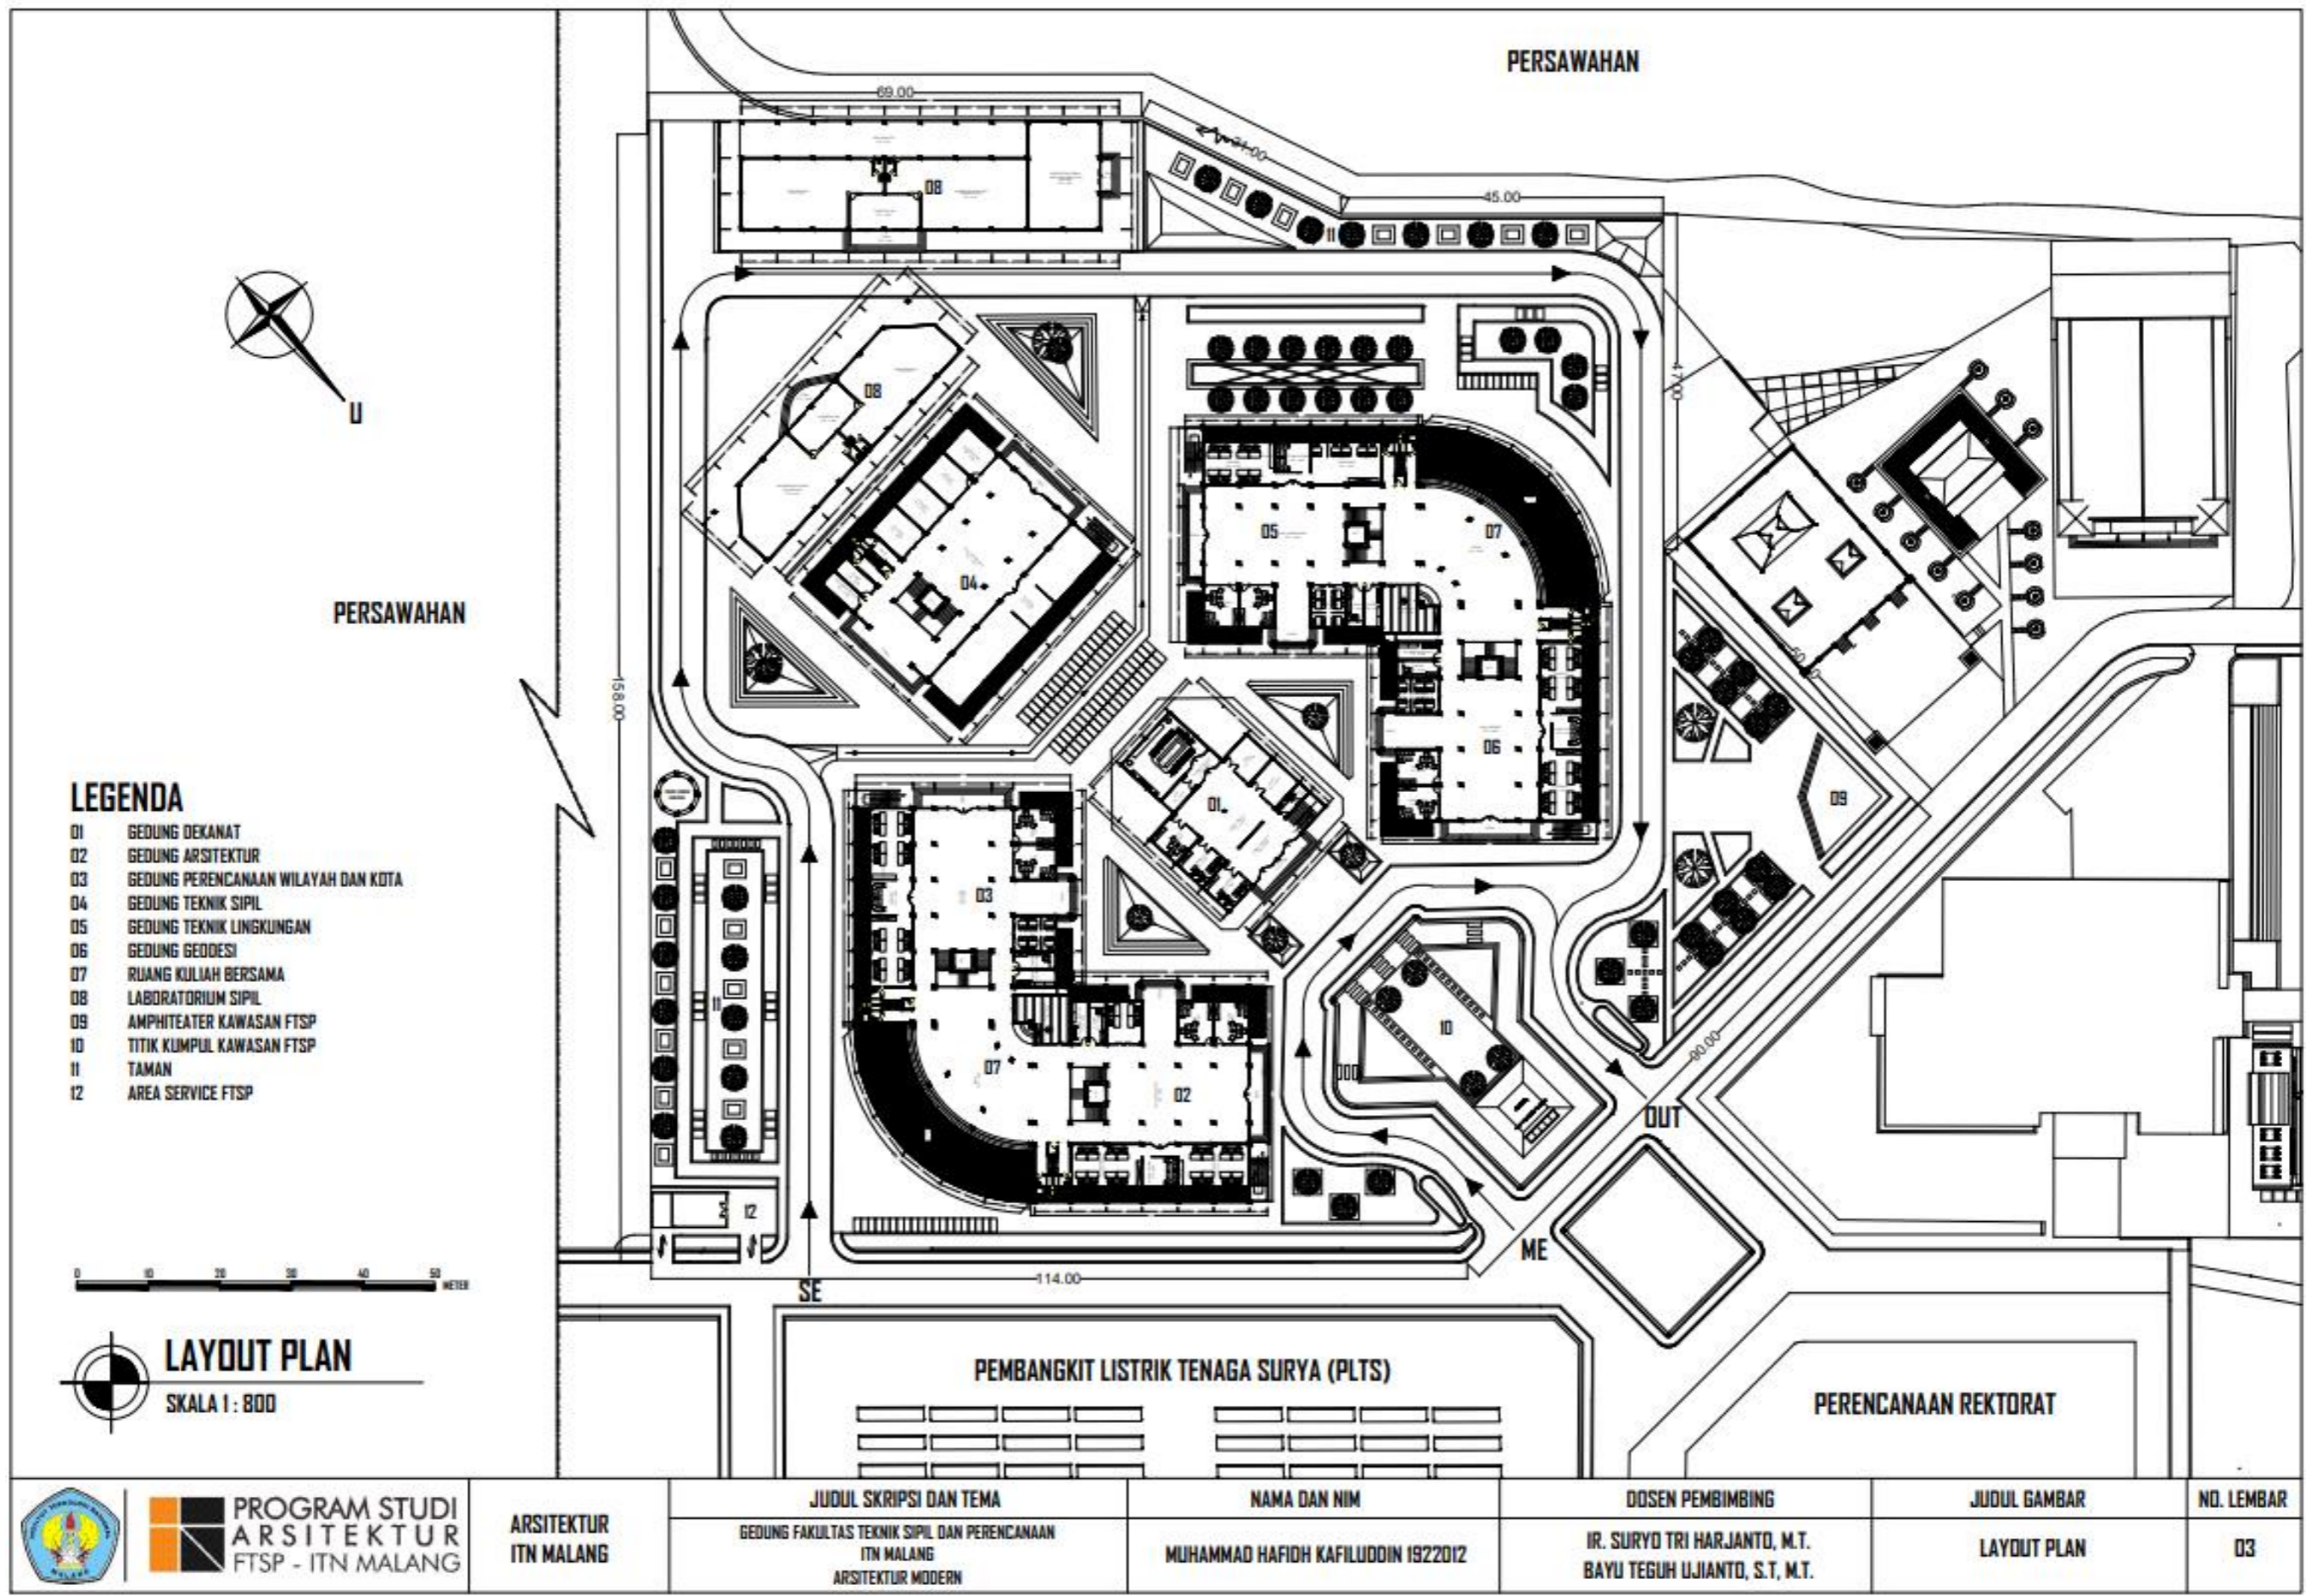 PERSAWAHAN
69.00
31.00
45.00
08
11
U
08
47.00
05
07
04
PERSAWAHAN
50.00
158.00
06
01
09
03
LEGENDA
01 GEDUNG DEKANAT
02 GEDUNG ARSITEKTUR
03 GEDUNG PERENCANAAN WILAYAH DAN KOTA
04 GEDUNG TEKNIK SIPIL
05 GEDUNG TEKNIK LINGKUNGAN
06 GEDUNG GEODESI
07 RUANG KULIAH BERSAMA
08 LABORATORIUM SIPIL
09 AMPHITEATER KAWASAN FTSP
10 TITIK KUMPUL KAWASAN FTSP
11 TAMAN
12 AREA SERVICE FTSP
11
10
90.00
07
02
OUT
12
ME
114.00
SE
0 10 20 30 40 50 METER
LAYOUT PLAN
SKALA 1 : 800
PEMBANGKIT LISTRIK TENAGA SURYA (PLTS)
PERENCANAAN REKTORAT
PROGRAM STUDI
ARSITEKTUR
FTSP - ITN MALANG
ARSITEKTUR
ITN MALANG
JUDUL SKRIPSI DAN TEMA
GEDUNG FAKULTAS TEKNIK SIPIL DAN PERENCANAAN
ITN MALANG
ARSITEKTUR MODERN
NAMA DAN NIM
MUHAMMAD HAFIDH KAFILUDDIN 1922012
DOSEN PEMBIMBING
IR. SURYO TRI HARJANTO, M.T.
BAYU TEGUH UJIANTO, S.T, M.T.
JUDUL GAMBAR
LAYOUT PLAN
NO. LEMBAR
03